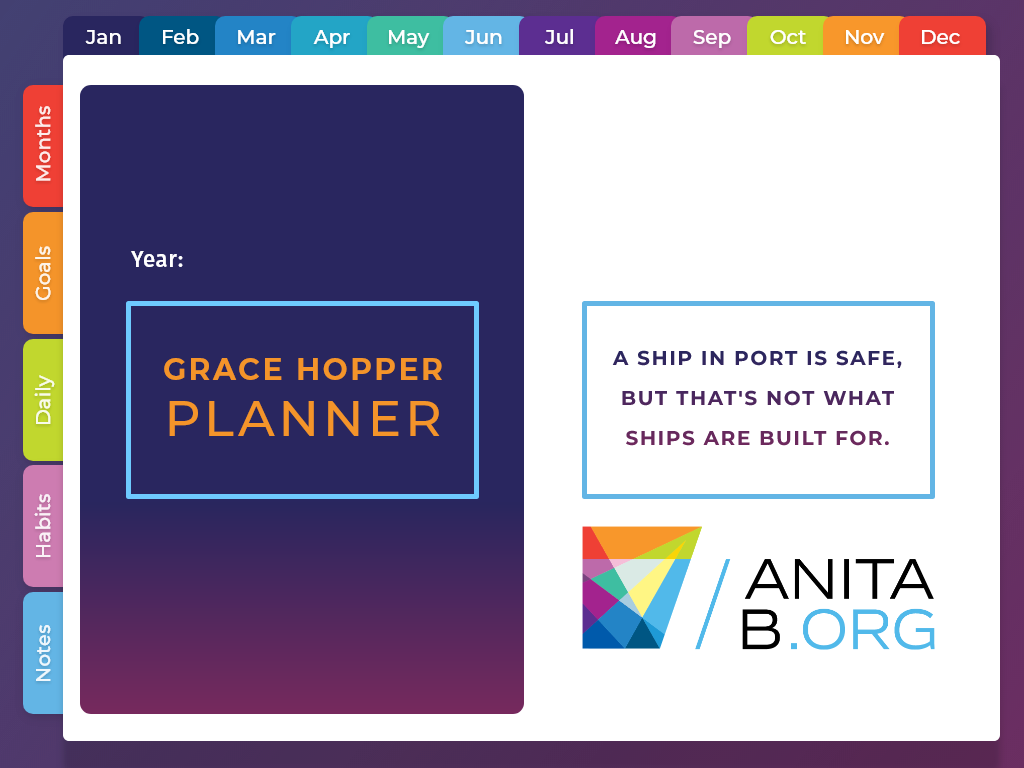 Jan Feb Mar Apr May Jun Jul Aug Sep Oct Nov Dec
Months
Goals
Daily
Habits
Notes
Year:
GRACE HOPPER
PLANNER
A SHIP IN PORT IS SAFE,
BUT THAT'S NOT WHAT
SHIPS ARE BUILT FOR.
ANITA
B.ORG